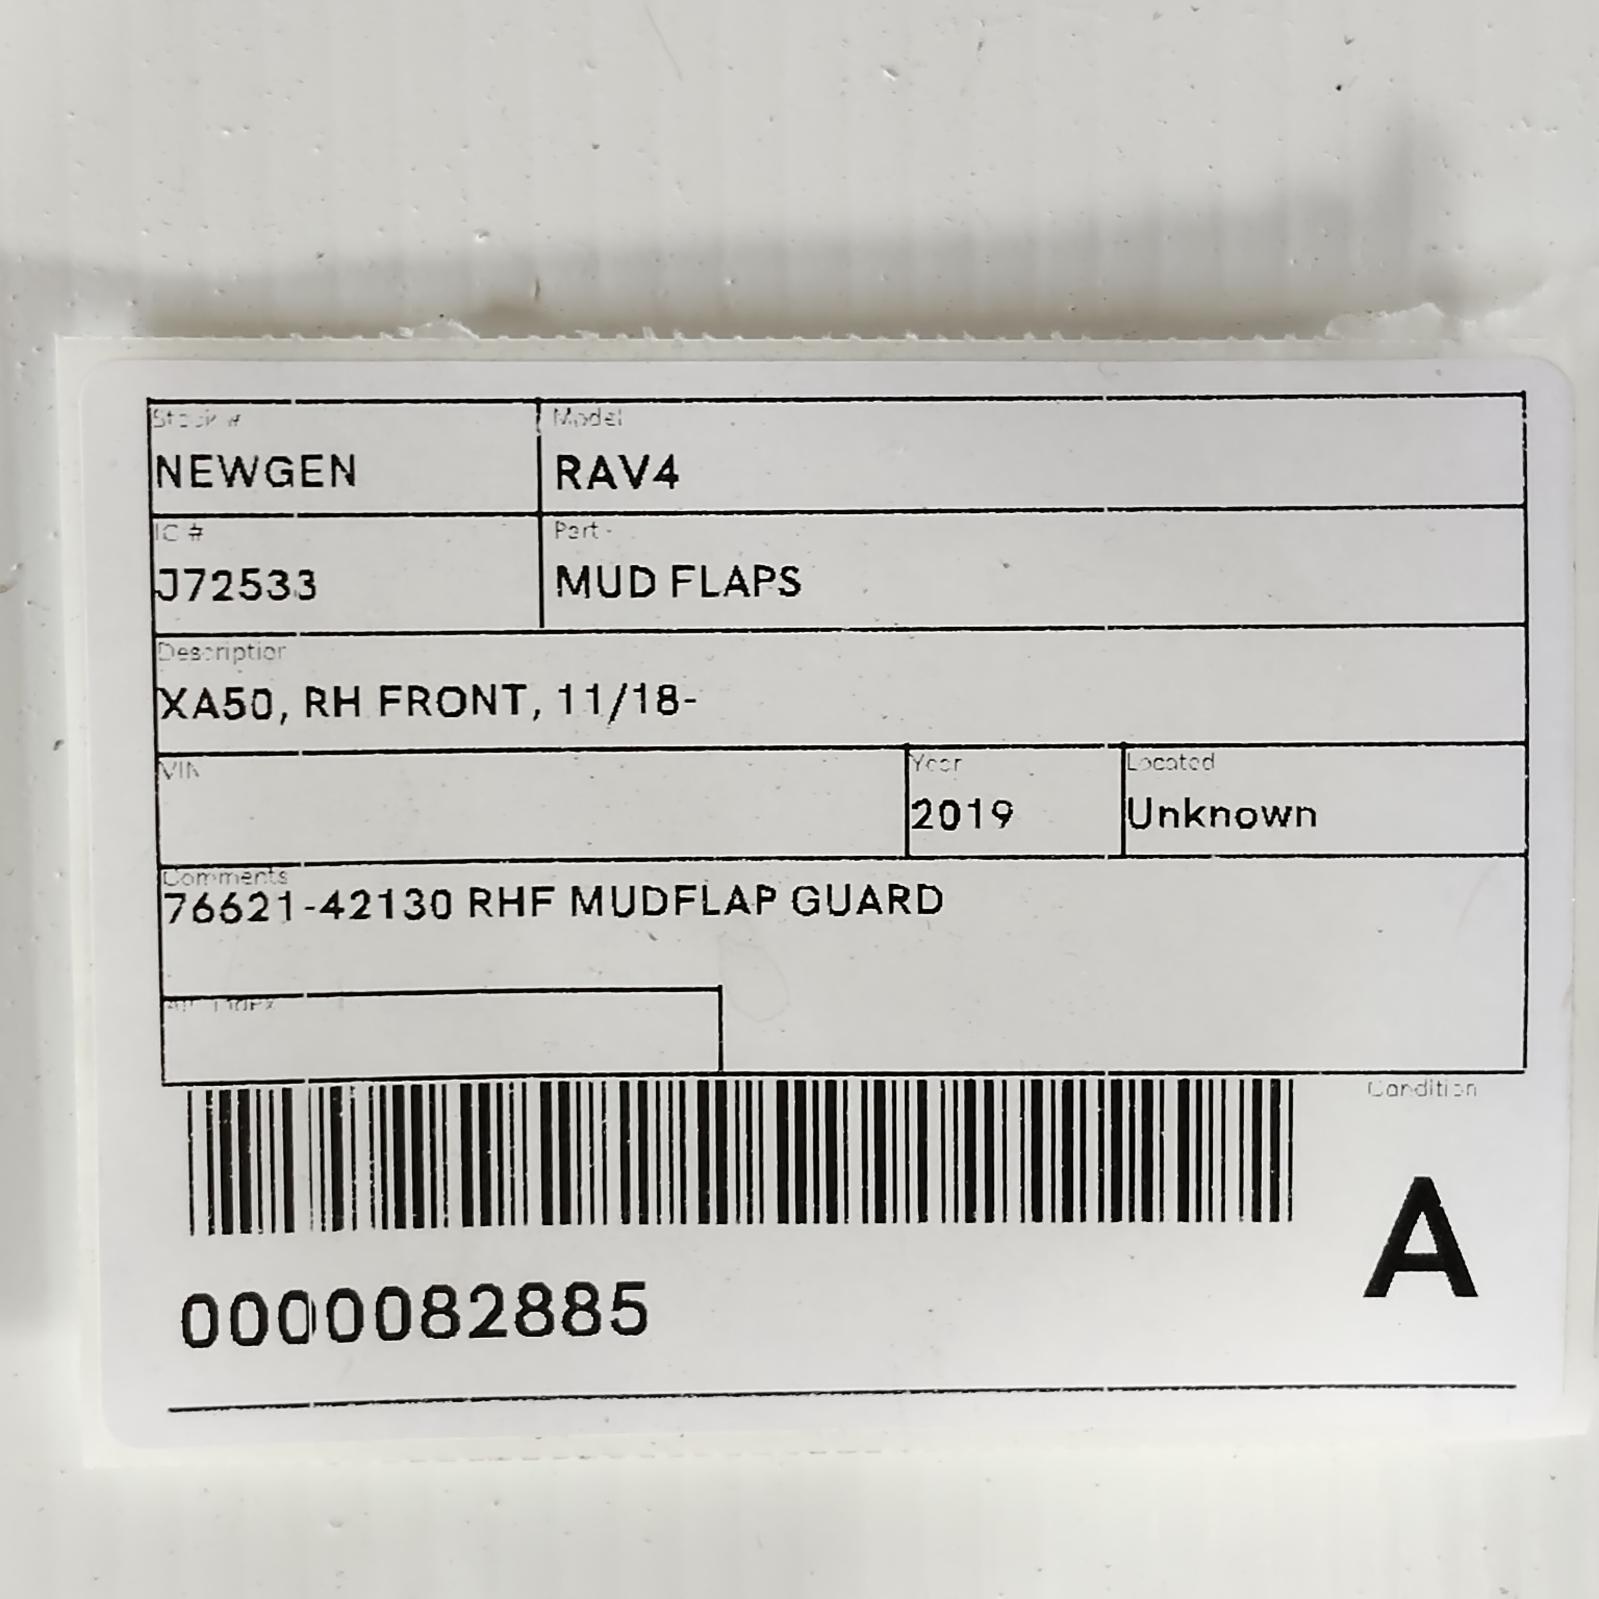 Stock # Model
NEWGEN RAV4
IC # Part
J72533 MUD FLAPS
Description
XA50, RH FRONT, 11/18-
VIN Year Located
2019 Unknown
Comments
76621-42130 RHF MUDFLAP GUARD
Condition
A
0000082885